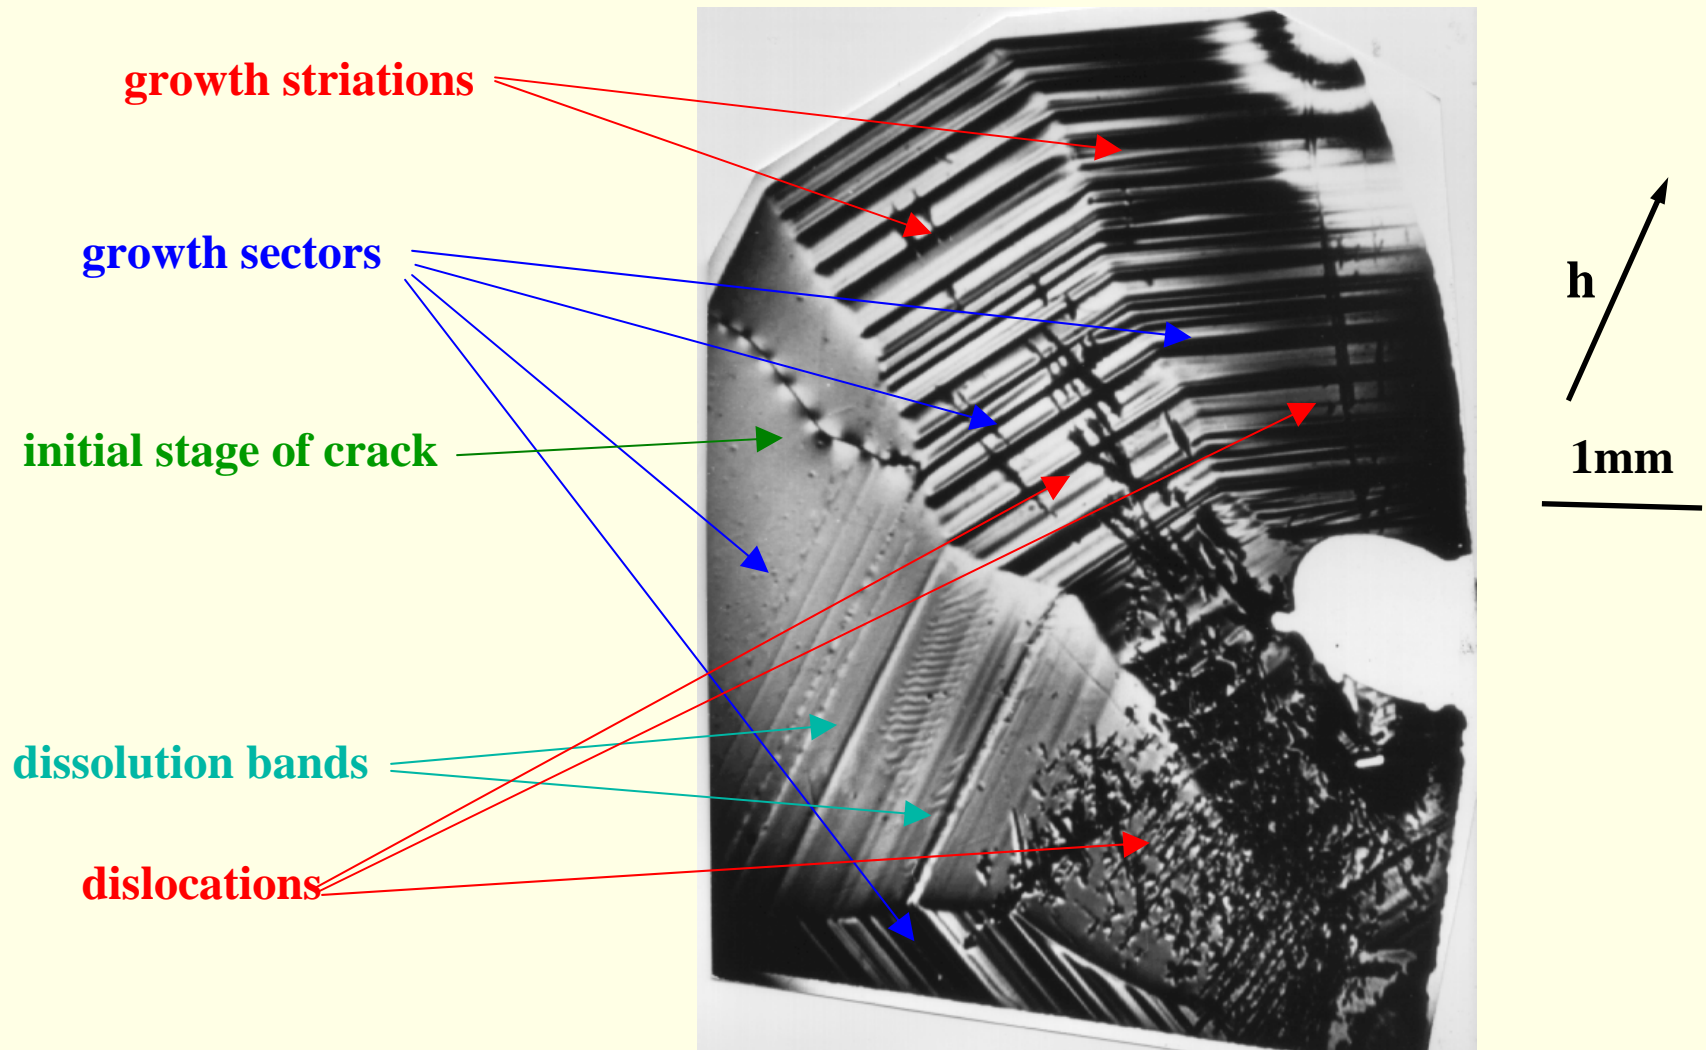 growth striations
growth sectors
initial stage of crack
dissolution bands
dislocations
h
1mm